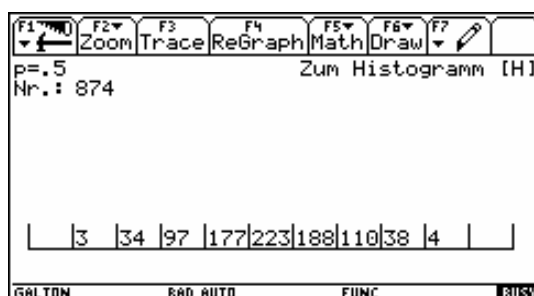 F1 F2 Zoom F3 Trace F4 ReGraph F5 Math F6 Draw F7
p=.5 Zum Histogramm [H]
Nr.: 874
3 34 97 177 223 188 110 38 4
GALTON RAD AUTO FUNC BUSY